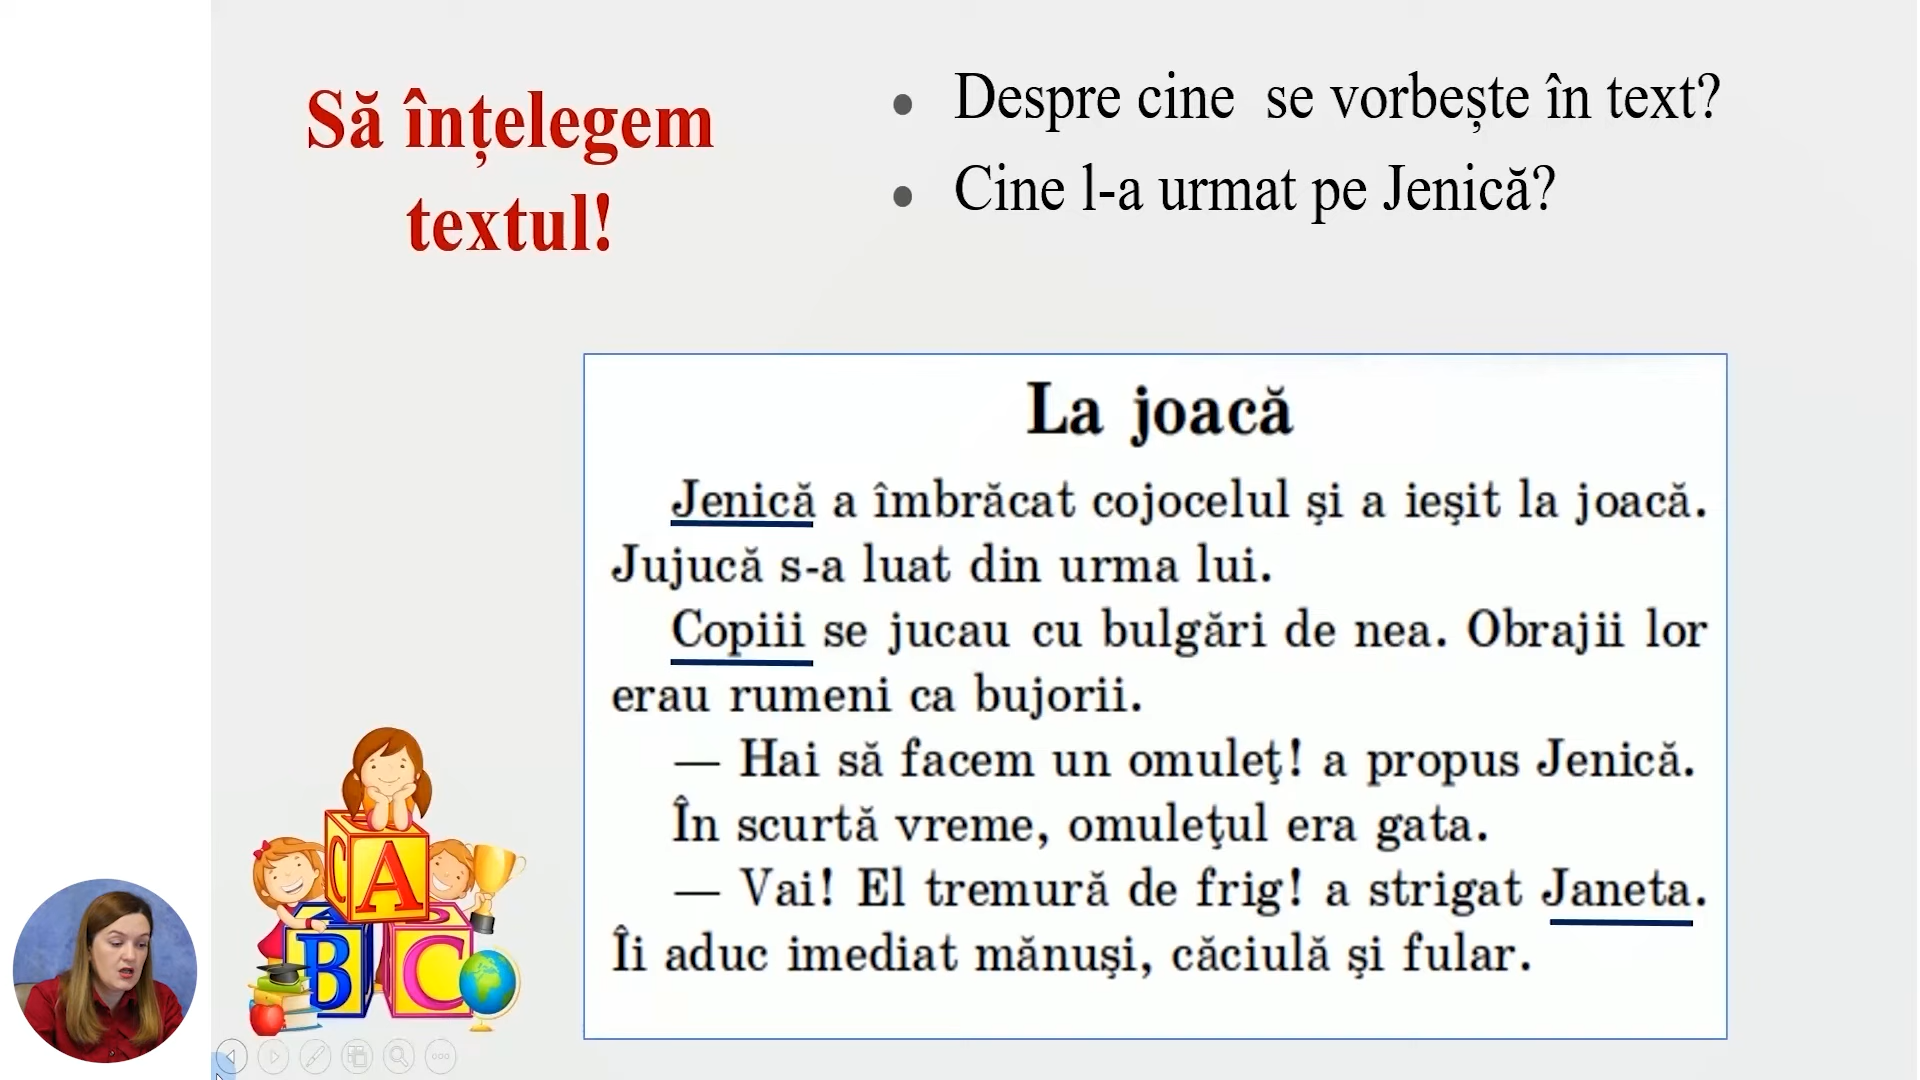 Să înțelegem
textul!
• Despre cine se vorbește în text?
• Cine l-a urmat pe Jenică?
La joacă
Jenică a îmbrăcat cojocelul şi a ieşit la joacă.
Jujucă s-a luat din urma lui.
Copiii se jucau cu bulgări de nea. Obrajii lor
erau rumeni ca bujorii.
— Hai să facem un omuleţ! a propus Jenică.
În scurtă vreme, omuleţul era gata.
— Vai! El tremură de frig! a strigat Janeta.
Îi aduc imediat mănuşi, căciulă şi fular.
A
B
C